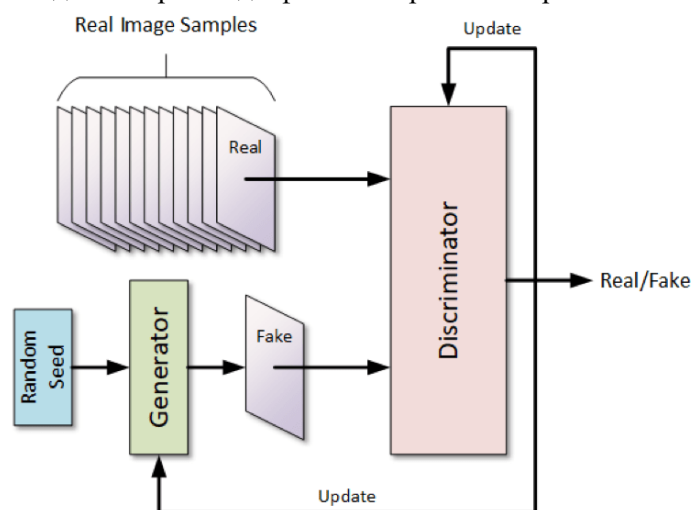 Real Image Samples
Update
Real
Discriminator
Real/Fake
Random
Seed
Generator
Fake
Update